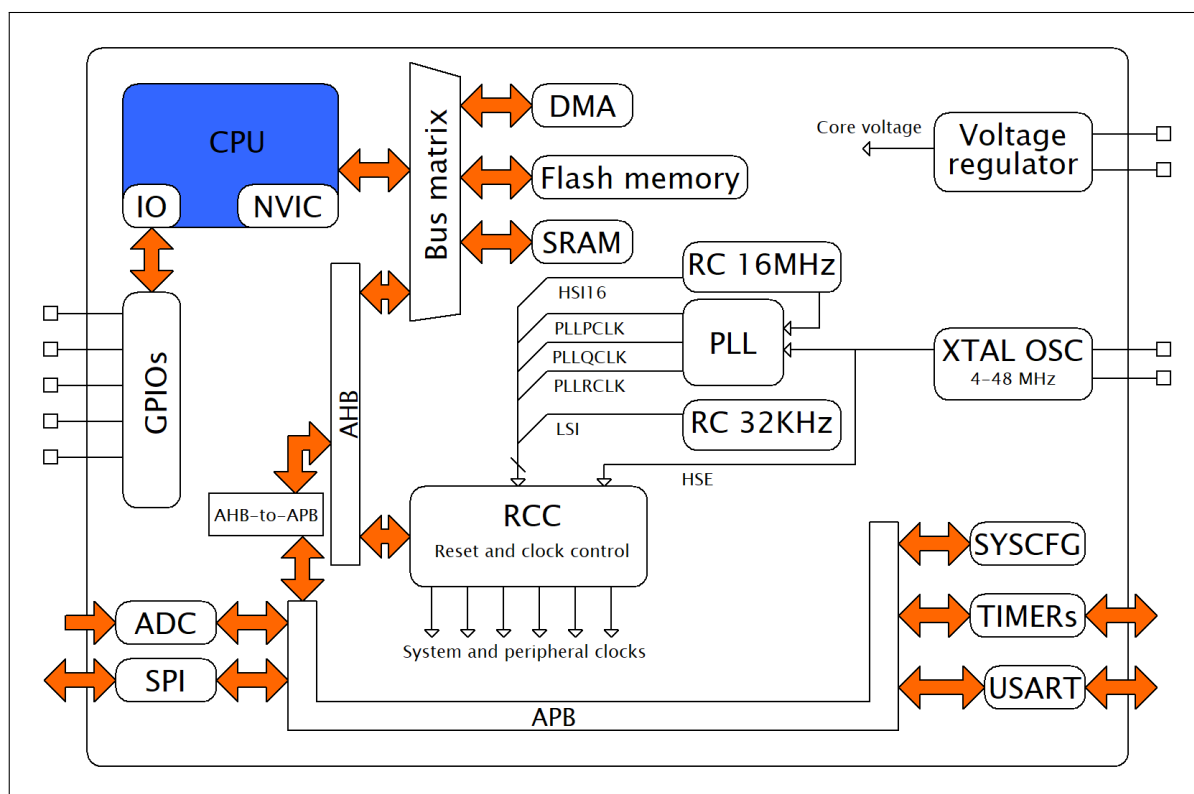 CPU
IO
NVIC
Bus matrix
DMA
Flash memory
SRAM
Core voltage
Voltage
regulator
RC 16MHz
HSI16
PLLPCLK
PLLQCLK
PLLRCLK
PLL
XTAL OSC
4-48 MHz
RC 32KHz
LSI
HSE
GPIOs
AHB
AHB-to-APB
RCC
Reset and clock control
System and peripheral clocks
ADC
SPI
APB
SYSCFG
TIMERs
USART